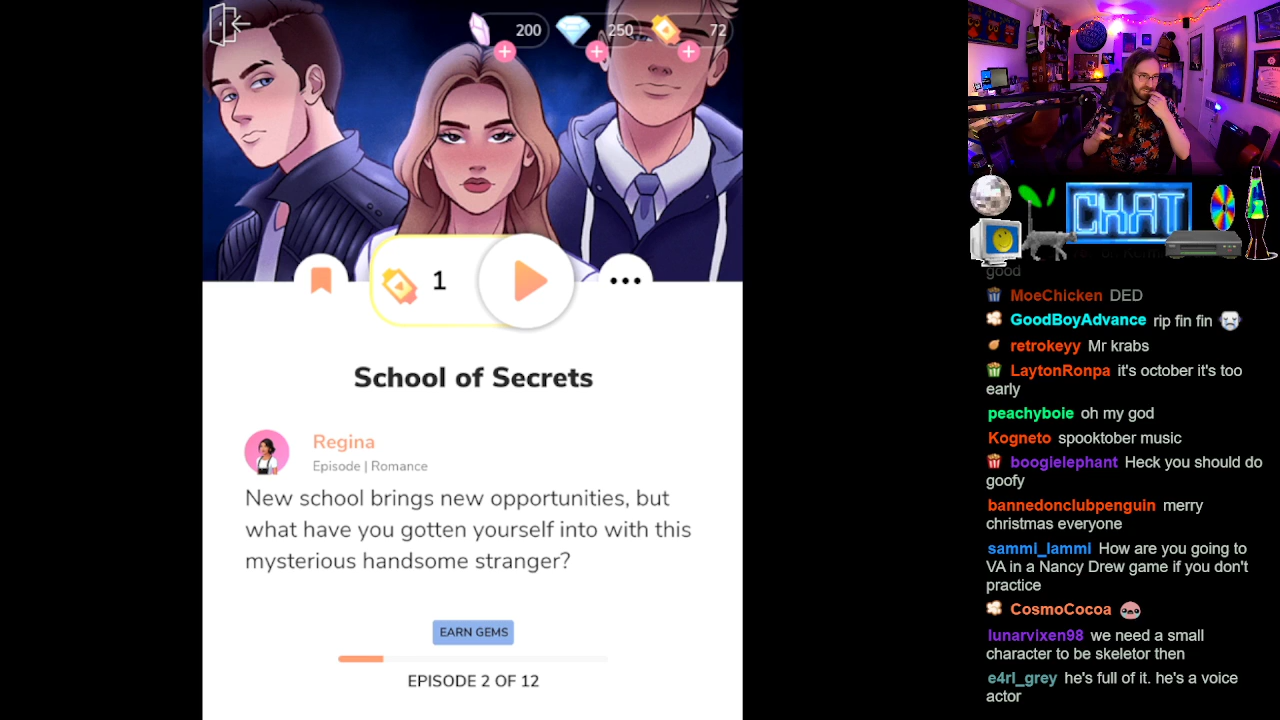 200
250
72
1
School of Secrets
Regina
Episode | Romance
New school brings new opportunities, but
what have you gotten yourself into with this
mysterious handsome stranger?
EARN GEMS
EPISODE 2 OF 12
CHAT
good
MoeChicken DED
GoodBoyAdvance rip fin fin
retrokeyy Mr krabs
LaytonRonpa it's october it's too
early
peachyboie oh my god
Kogneto spooktober music
boogielephant Heck you should do
goofy
bannedonclubpenguin merry
christmas everyone
samml_lamml How are you going to
VA in a Nancy Drew game if you don't
practice
CosmoCocoa
lunarvixen98 we need a small
character to be skeletor then
e4rl_grey he's full of it. he's a voice
actor